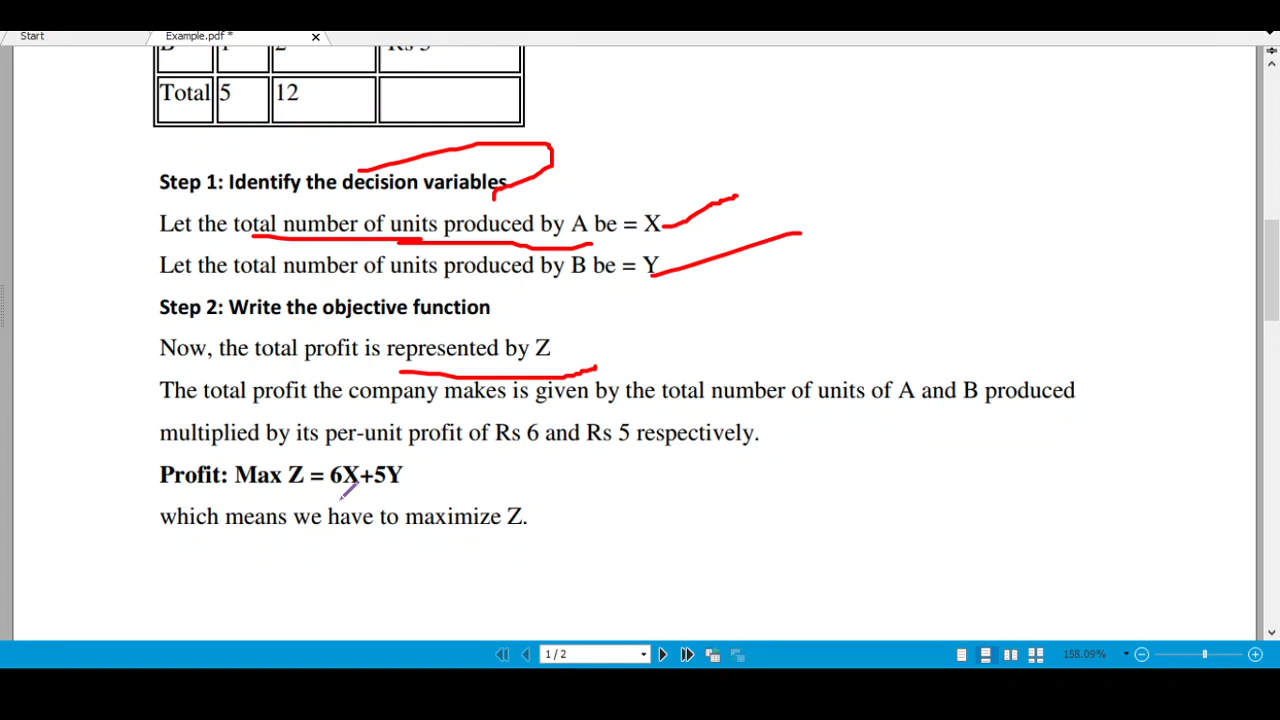 Start
Example.pdf *
B 1 2 Rs 5
Total 5 12
Step 1: Identify the decision variables
Let the total number of units produced by A be = X
Let the total number of units produced by B be = Y
Step 2: Write the objective function
Now, the total profit is represented by Z
The total profit the company makes is given by the total number of units of A and B produced
multiplied by its per-unit profit of Rs 6 and Rs 5 respectively.
Profit: Max Z = 6X+5Y
which means we have to maximize Z.
1 / 2
158.09%